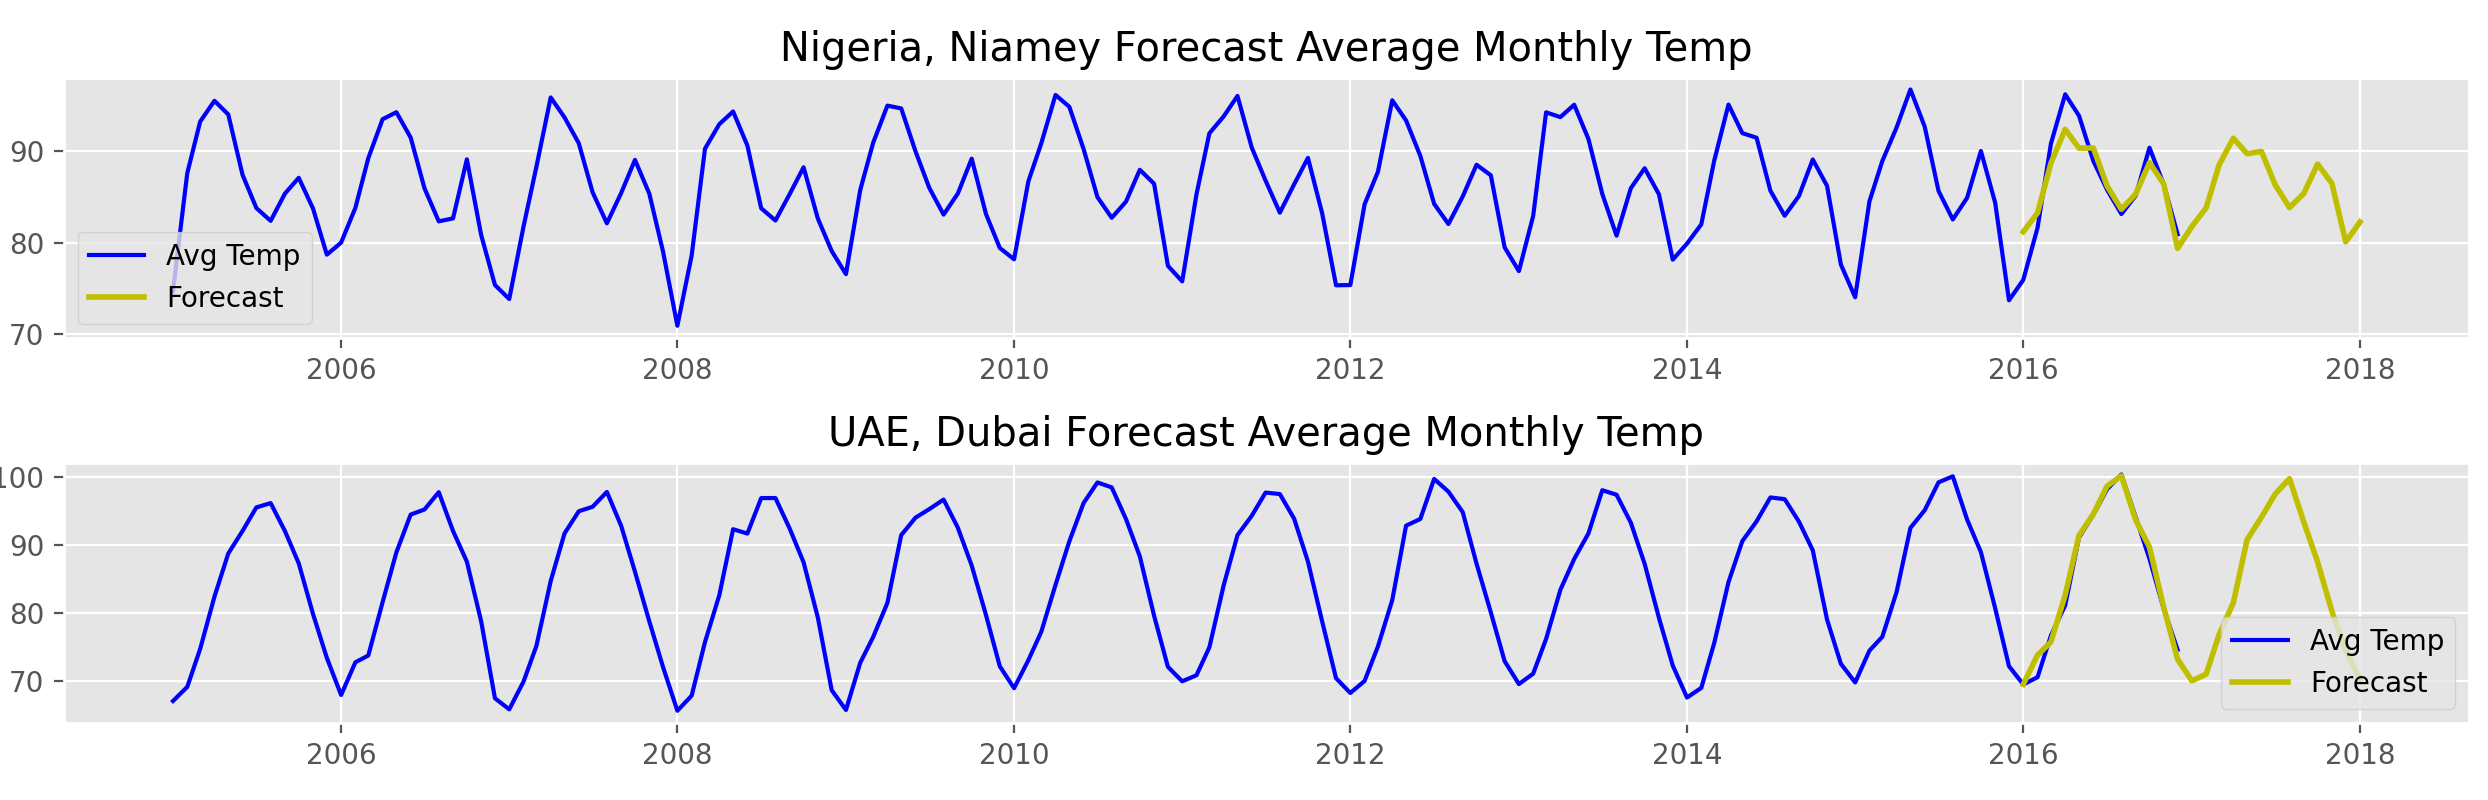 Nigeria, Niamey Forecast Average Monthly Temp
90
80
70
Avg Temp
Forecast
2006 2008 2010 2012 2014 2016 2018
UAE, Dubai Forecast Average Monthly Temp
100
90
80
70
Avg Temp
Forecast
2006 2008 2010 2012 2014 2016 2018